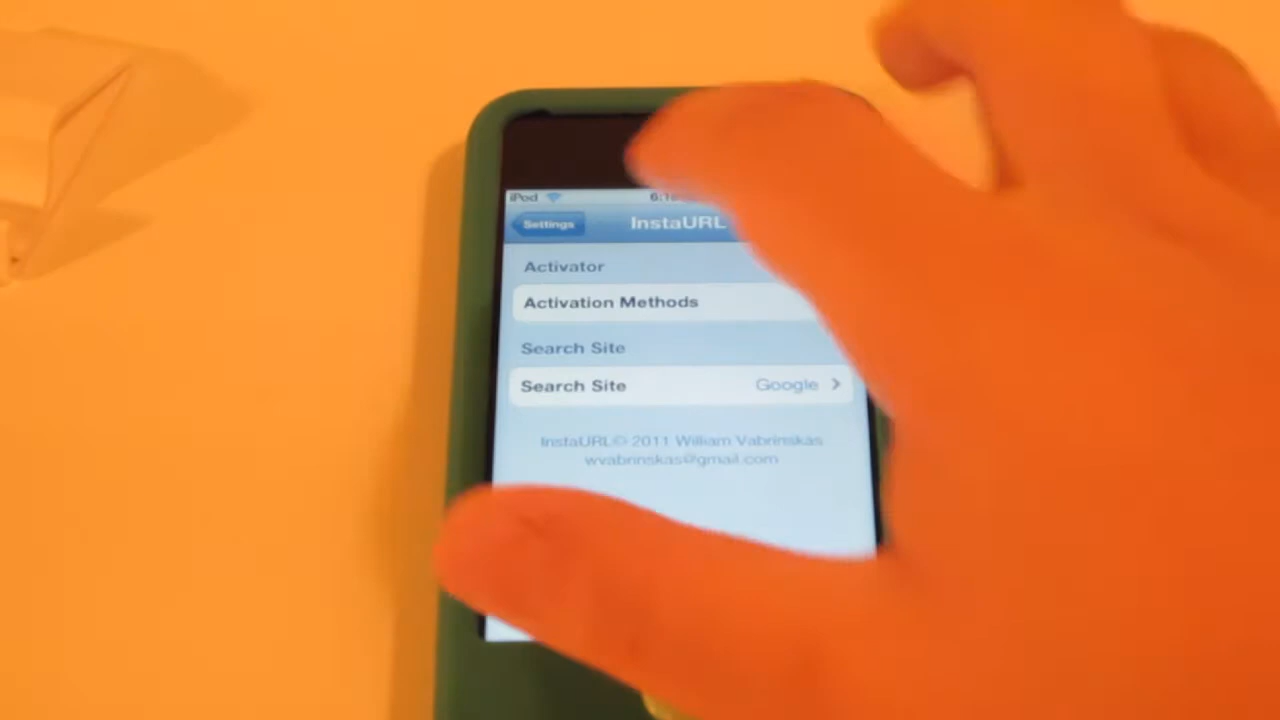 iPod
Settings
InstaURL
Activator
Activation Methods
Search Site
Search Site Google
InstaURL© 2011 William Vabrinskas
wvabrinskas@gmail.com